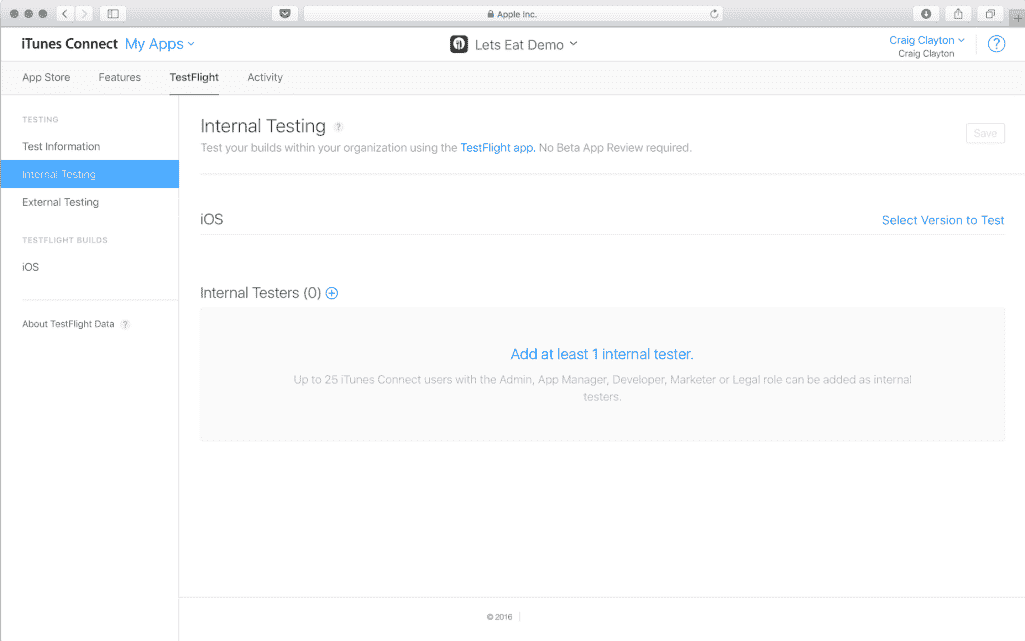 Apple Inc.
iTunes Connect My Apps
Lets Eat Demo
Craig Clayton
Craig Clayton
?
App Store Features TestFlight Activity
TESTING
Test Information
Internal Testing
External Testing
TESTFLIGHT BUILDS
iOS
About TestFlight Data ?
Internal Testing ?
Save
Test your builds within your organization using the TestFlight app. No Beta App Review required.
iOS
Select Version to Test
Internal Testers (0)
Add at least 1 internal tester.
Up to 25 iTunes Connect users with the Admin, App Manager, Developer, Marketer or Legal role can be added as internal
testers.
© 2016